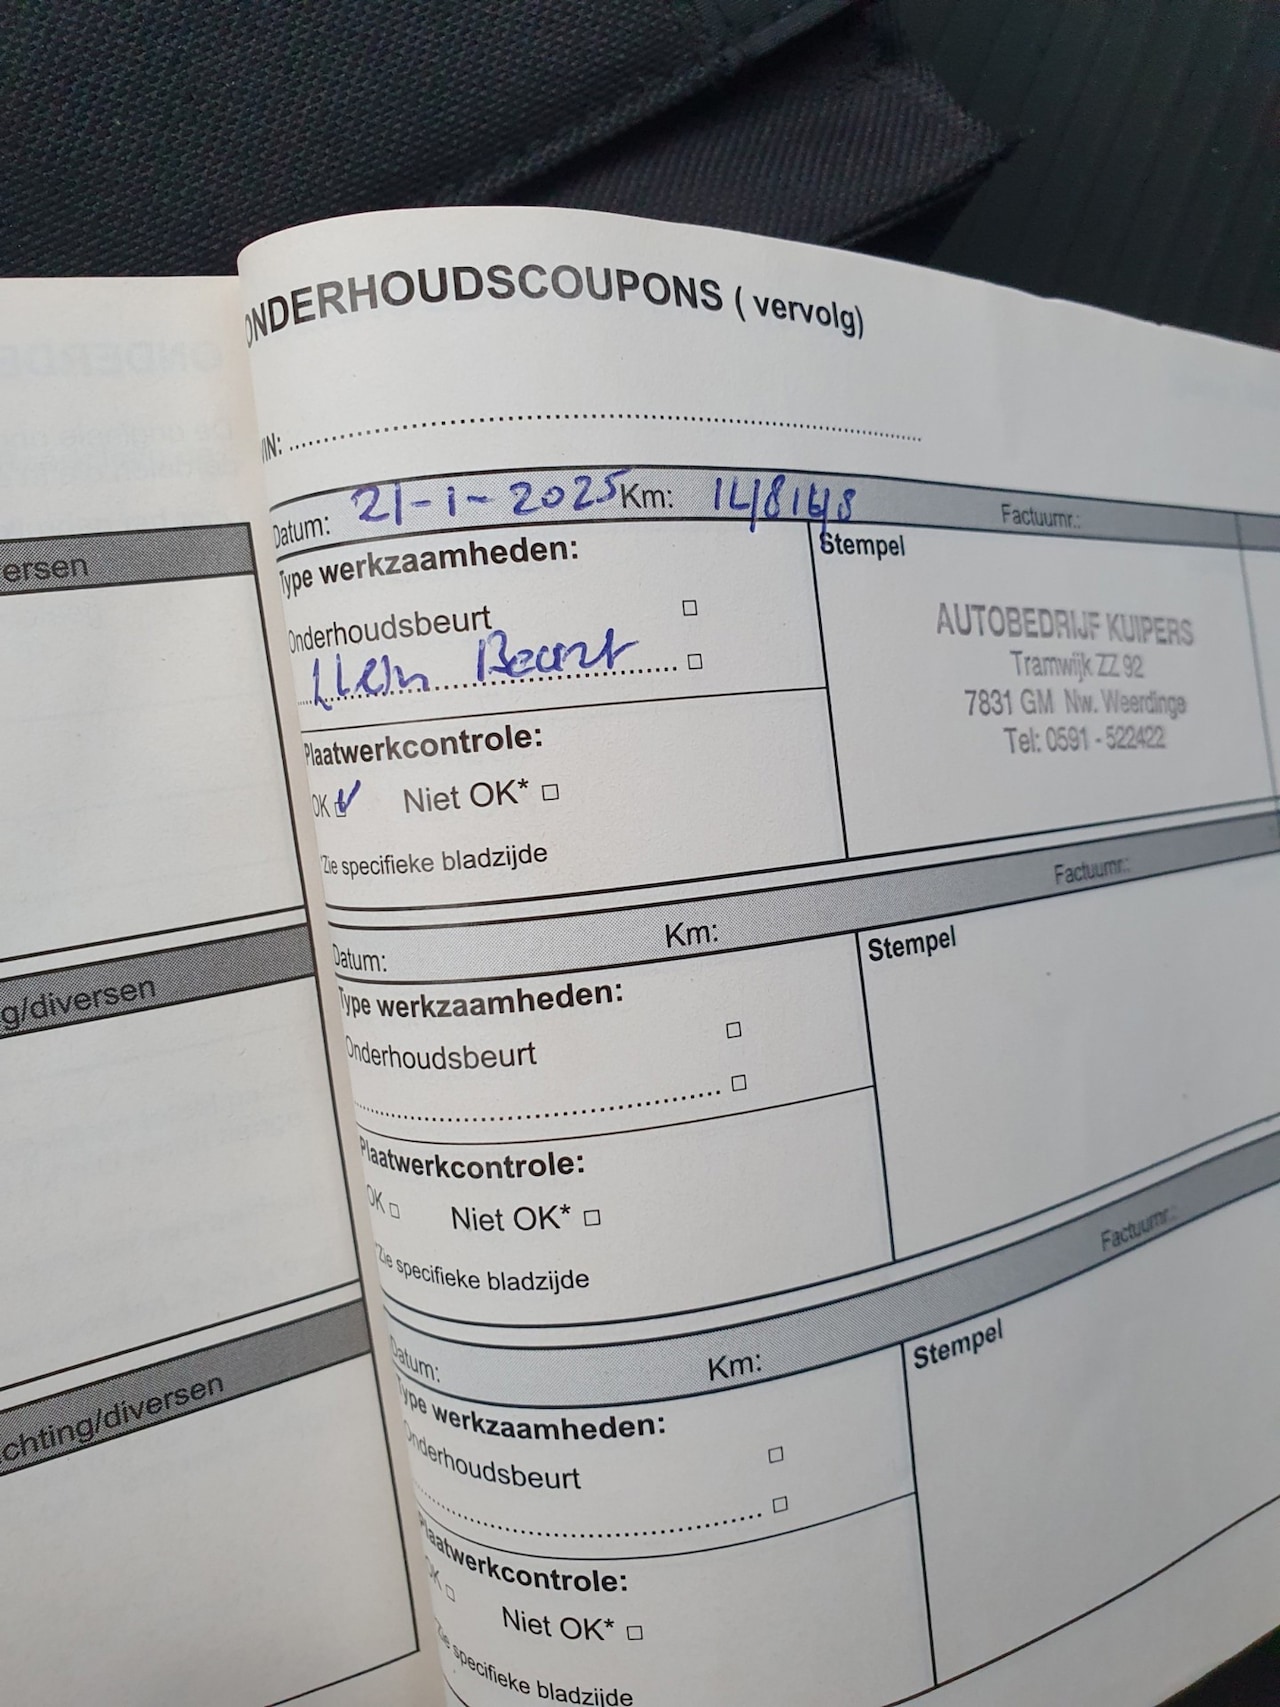 ONDERHOUDSCOUPONS ( vervolg)
VIN:
Datum: 21-1-2025 Km: Factuurnr.:
Type werkzaamheden:
Stempel
Onderhoudsbeurt
Klein Beurt
AUTOBEDRIJF KUIPERS
Tramwijk ZZ 92
7831 GM Nw. Weerdinge
Tel: 0591 - 522422
Plaatwerkcontrole:
OK Niet OK*
*Zie specifieke bladzijde
Datum: Km: Factuurnr.:
Type werkzaamheden:
Stempel
Onderhoudsbeurt
Plaatwerkcontrole:
OK Niet OK*
*Zie specifieke bladzijde
Datum: Km: Factuurnr.:
Type werkzaamheden:
Stempel
Onderhoudsbeurt
Plaatwerkcontrole:
OK Niet OK*
*Zie specifieke bladzijde
ersen
g/diversen
chting/diversen